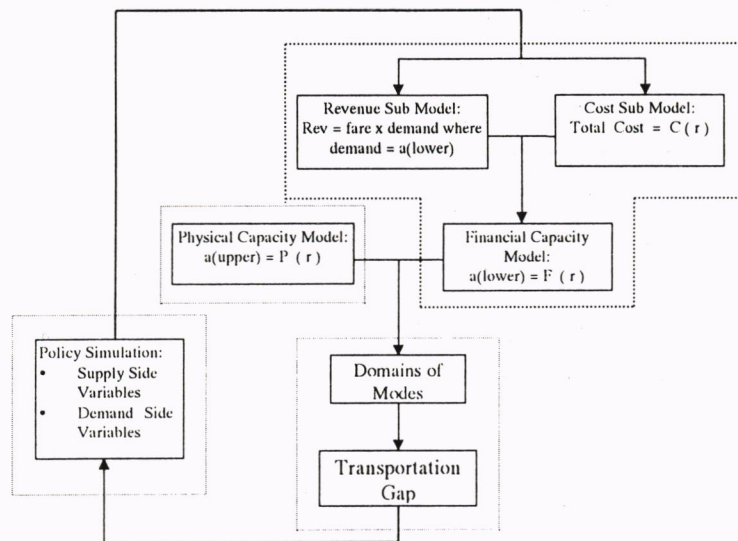 Revenue Sub Model:
Rev = fare x demand where
demand = a(lower)
Cost Sub Model:
Total Cost = C ( r )
Physical Capacity Model:
a(upper) = P ( r )
Financial Capacity
Model:
a(lower) = F ( r )
Policy Simulation:
• Supply Side
Variables
• Demand Side
Variables
Domains of
Modes
Transportation
Gap